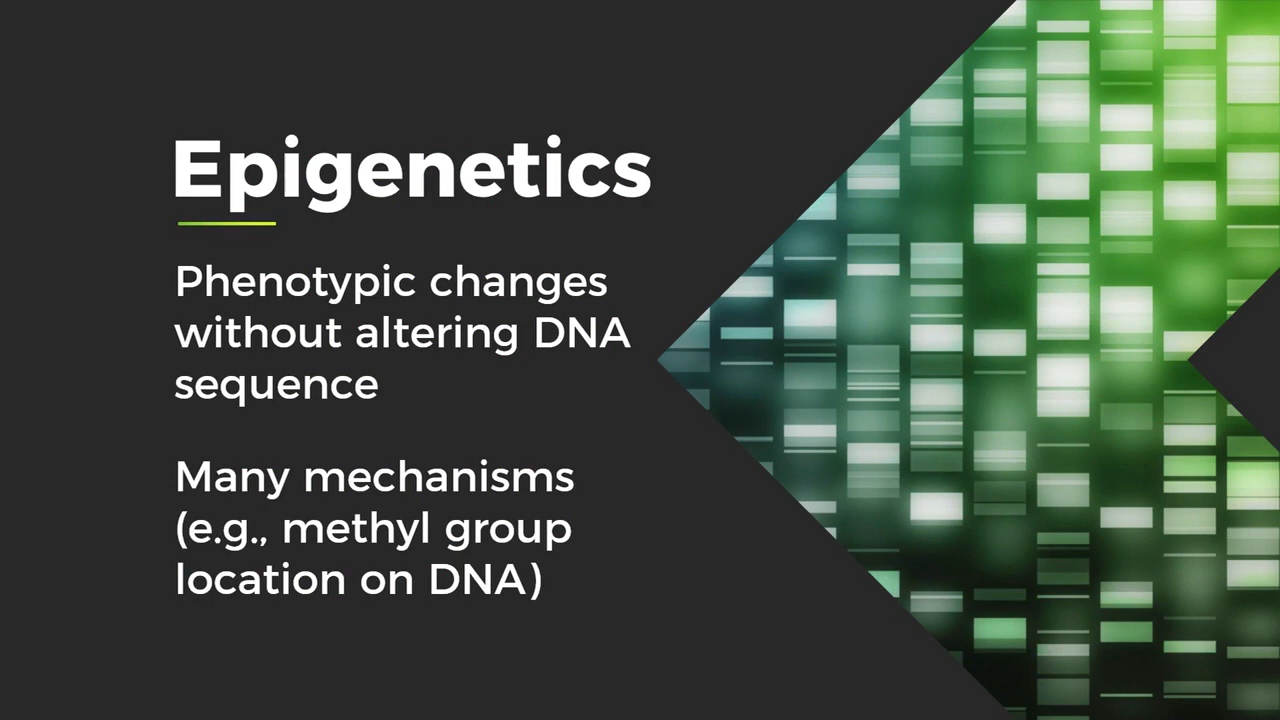 Epigenetics
Phenotypic changes
without altering DNA
sequence
Many mechanisms
(e.g., methyl group
location on DNA)